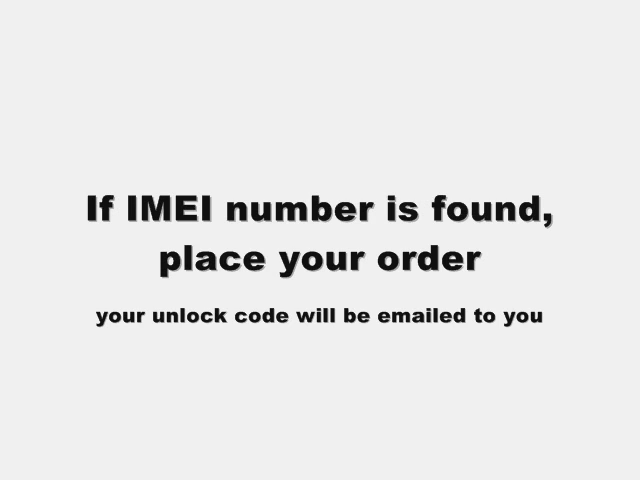 If IMEI number is found,
place your order
your unlock code will be emailed to you